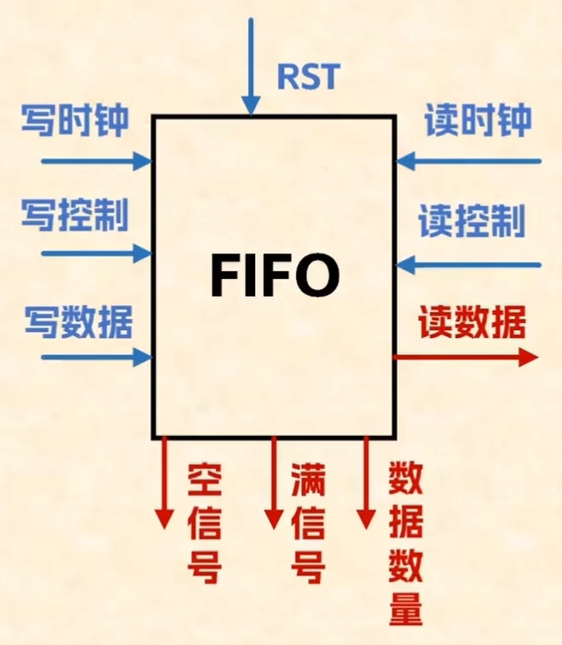 RST
写时钟
读时钟
写控制
读控制
FIFO
写数据
读数据
空信号
满信号
数据数量